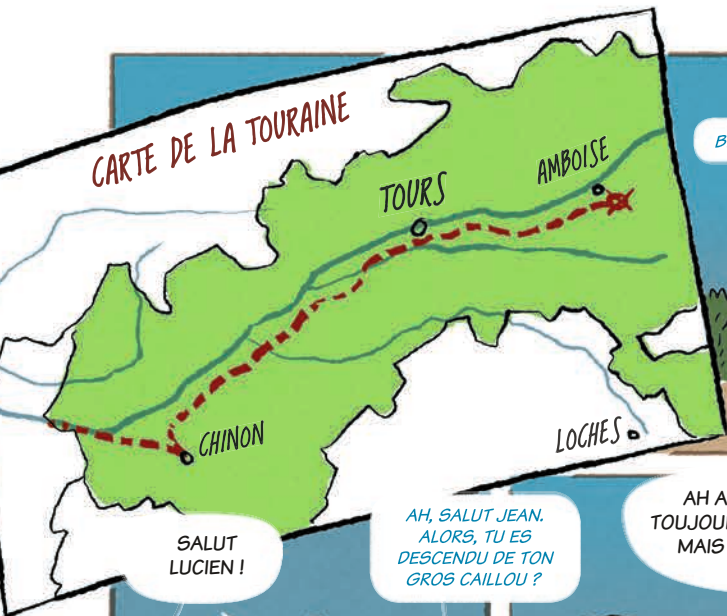 CARTE DE LA TOURAINE
TOURS
AMBOISE
CHINON
LOCHES
SALUT
LUCIEN !
AH, SALUT JEAN.
ALORS, TU ES
DESCENDU DE TON
GROS CAILLOU ?
AH
MAIS